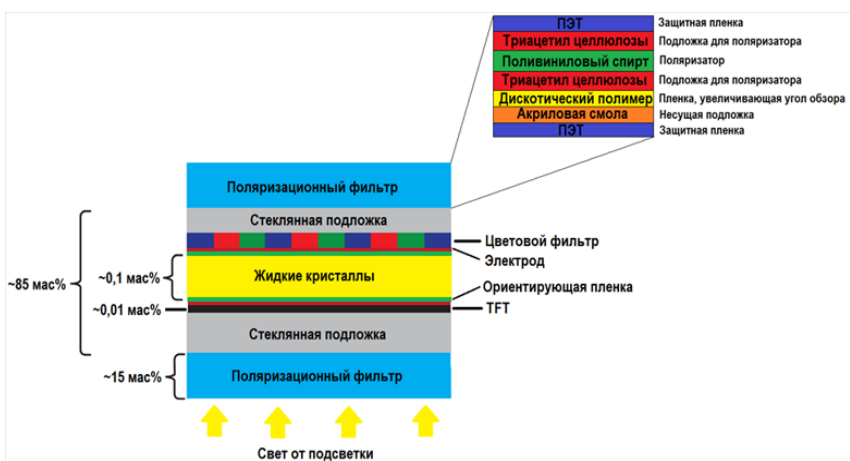 ПЭТ Защитная пленка
Триацетил целлюлозы Подложка для поляризатора
Поливиниловый спирт Поляризатор
Триацетил целлюлозы Подложка для поляризатора
Дискотический полимер Пленка, увеличивающая угол обзора
Акриловая смола Несущая подложка
ПЭТ Защитная пленка
Поляризационный фильтр
Стеклянная подложка
Цветовой фильтр
Электрод
~85 мас%
~0,1 мас%
Жидкие кристаллы
Ориентирующая пленка
~0,01 мас%
TFT
Стеклянная подложка
~15 мас%
Поляризационный фильтр
Свет от подсветки